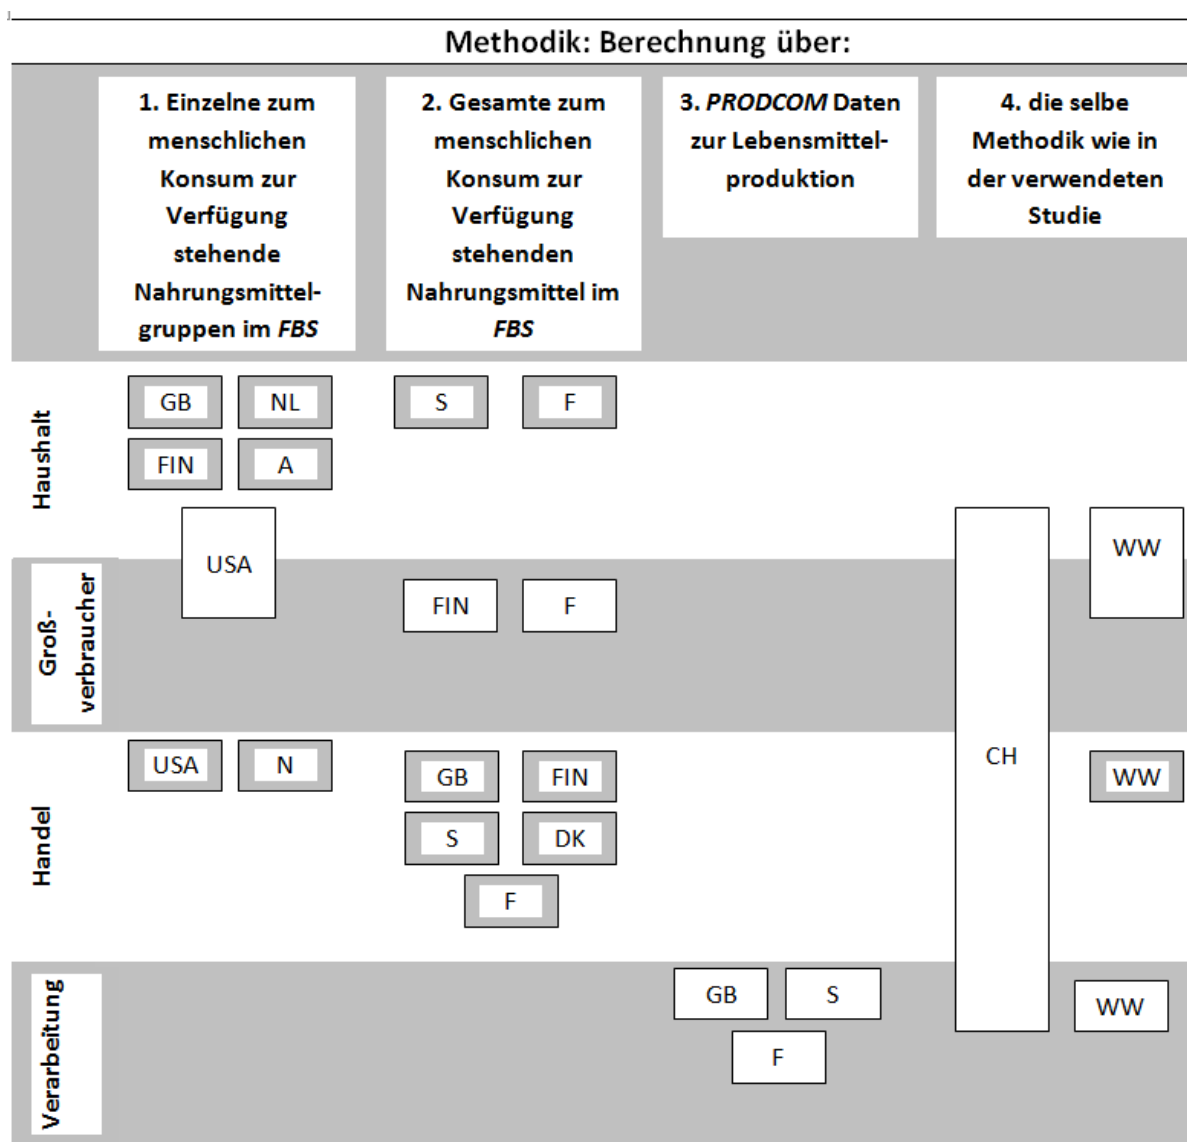 Methodik: Berechnung über:
1. Einzelne zum
menschlichen
Konsum zur
Verfügung
stehende
Nahrungsmittel-
gruppen im FBS
2. Gesamte zum
menschlichen
Konsum zur
Verfügung
stehenden
Nahrungsmittel im
FBS
3. PRODCOM Daten
zur Lebensmittel-
produktion
4. die selbe
Methodik wie in
der verwendeten
Studie
Haushalt
GB NL S F
FIN A
USA
WW
Groß-
verbraucher
FIN F
CH
Handel
USA N
GB FIN
WW
S DK
F
Verarbeitung
GB S
WW
F